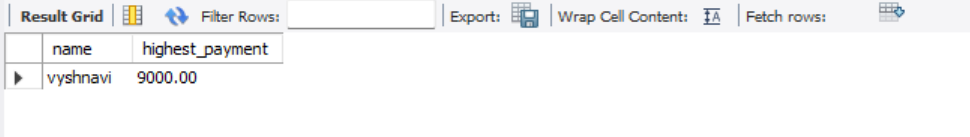 Result Grid Filter Rows: Export: Wrap Cell Content: Fetch rows:
name highest_payment
vyshnavi 9000.00